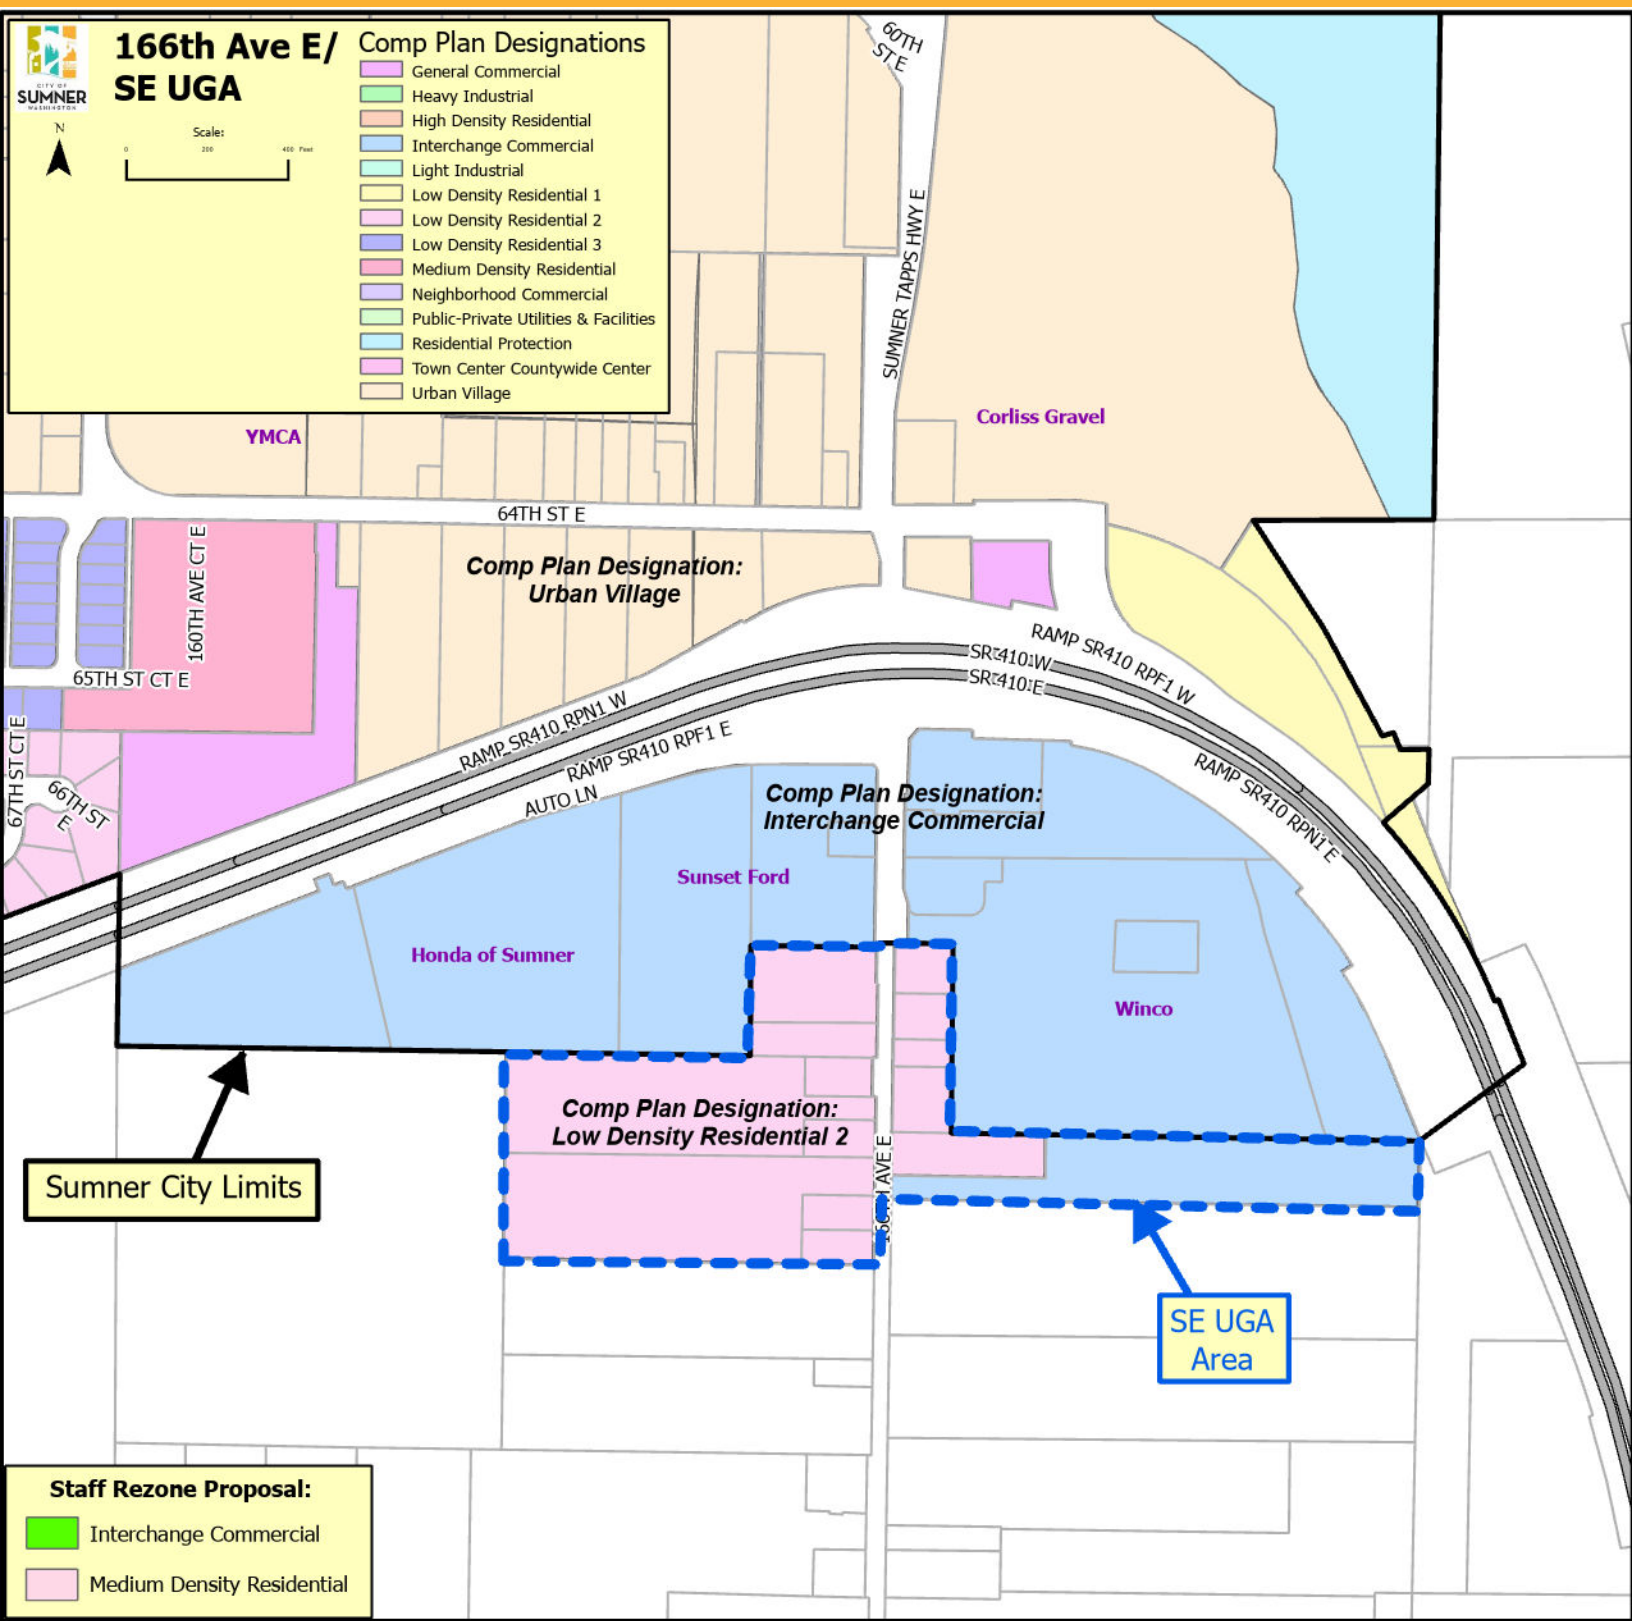 CITY OF
SUMNER
WASHINGTON
166th Ave E/
SE UGA
N
Scale:
0 200 400 Feet
Comp Plan Designations
General Commercial
Heavy Industrial
High Density Residential
Interchange Commercial
Light Industrial
Low Density Residential 1
Low Density Residential 2
Low Density Residential 3
Medium Density Residential
Neighborhood Commercial
Public-Private Utilities & Facilities
Residential Protection
Town Center Countywide Center
Urban Village
60TH
ST E
SUMNER TAPPS HWY E
Corliss Gravel
YMCA
64TH ST E
160TH AVE CT E
Comp Plan Designation:
Urban Village
65TH ST CT E
67TH ST CT E
66TH ST
E
RAMP SR410 RPN1 W
RAMP SR410 RPF1 E
AUTO LN
SR 410 W
SR 410 E
RAMP SR410 RPF1 W
RAMP SR410 RPN1 E
Comp Plan Designation:
Interchange Commercial
Sunset Ford
Honda of Sumner
Winco
Comp Plan Designation:
Low Density Residential 2
166TH AVE E
Sumner City Limits
SE UGA
Area
Staff Rezone Proposal:
Interchange Commercial
Medium Density Residential